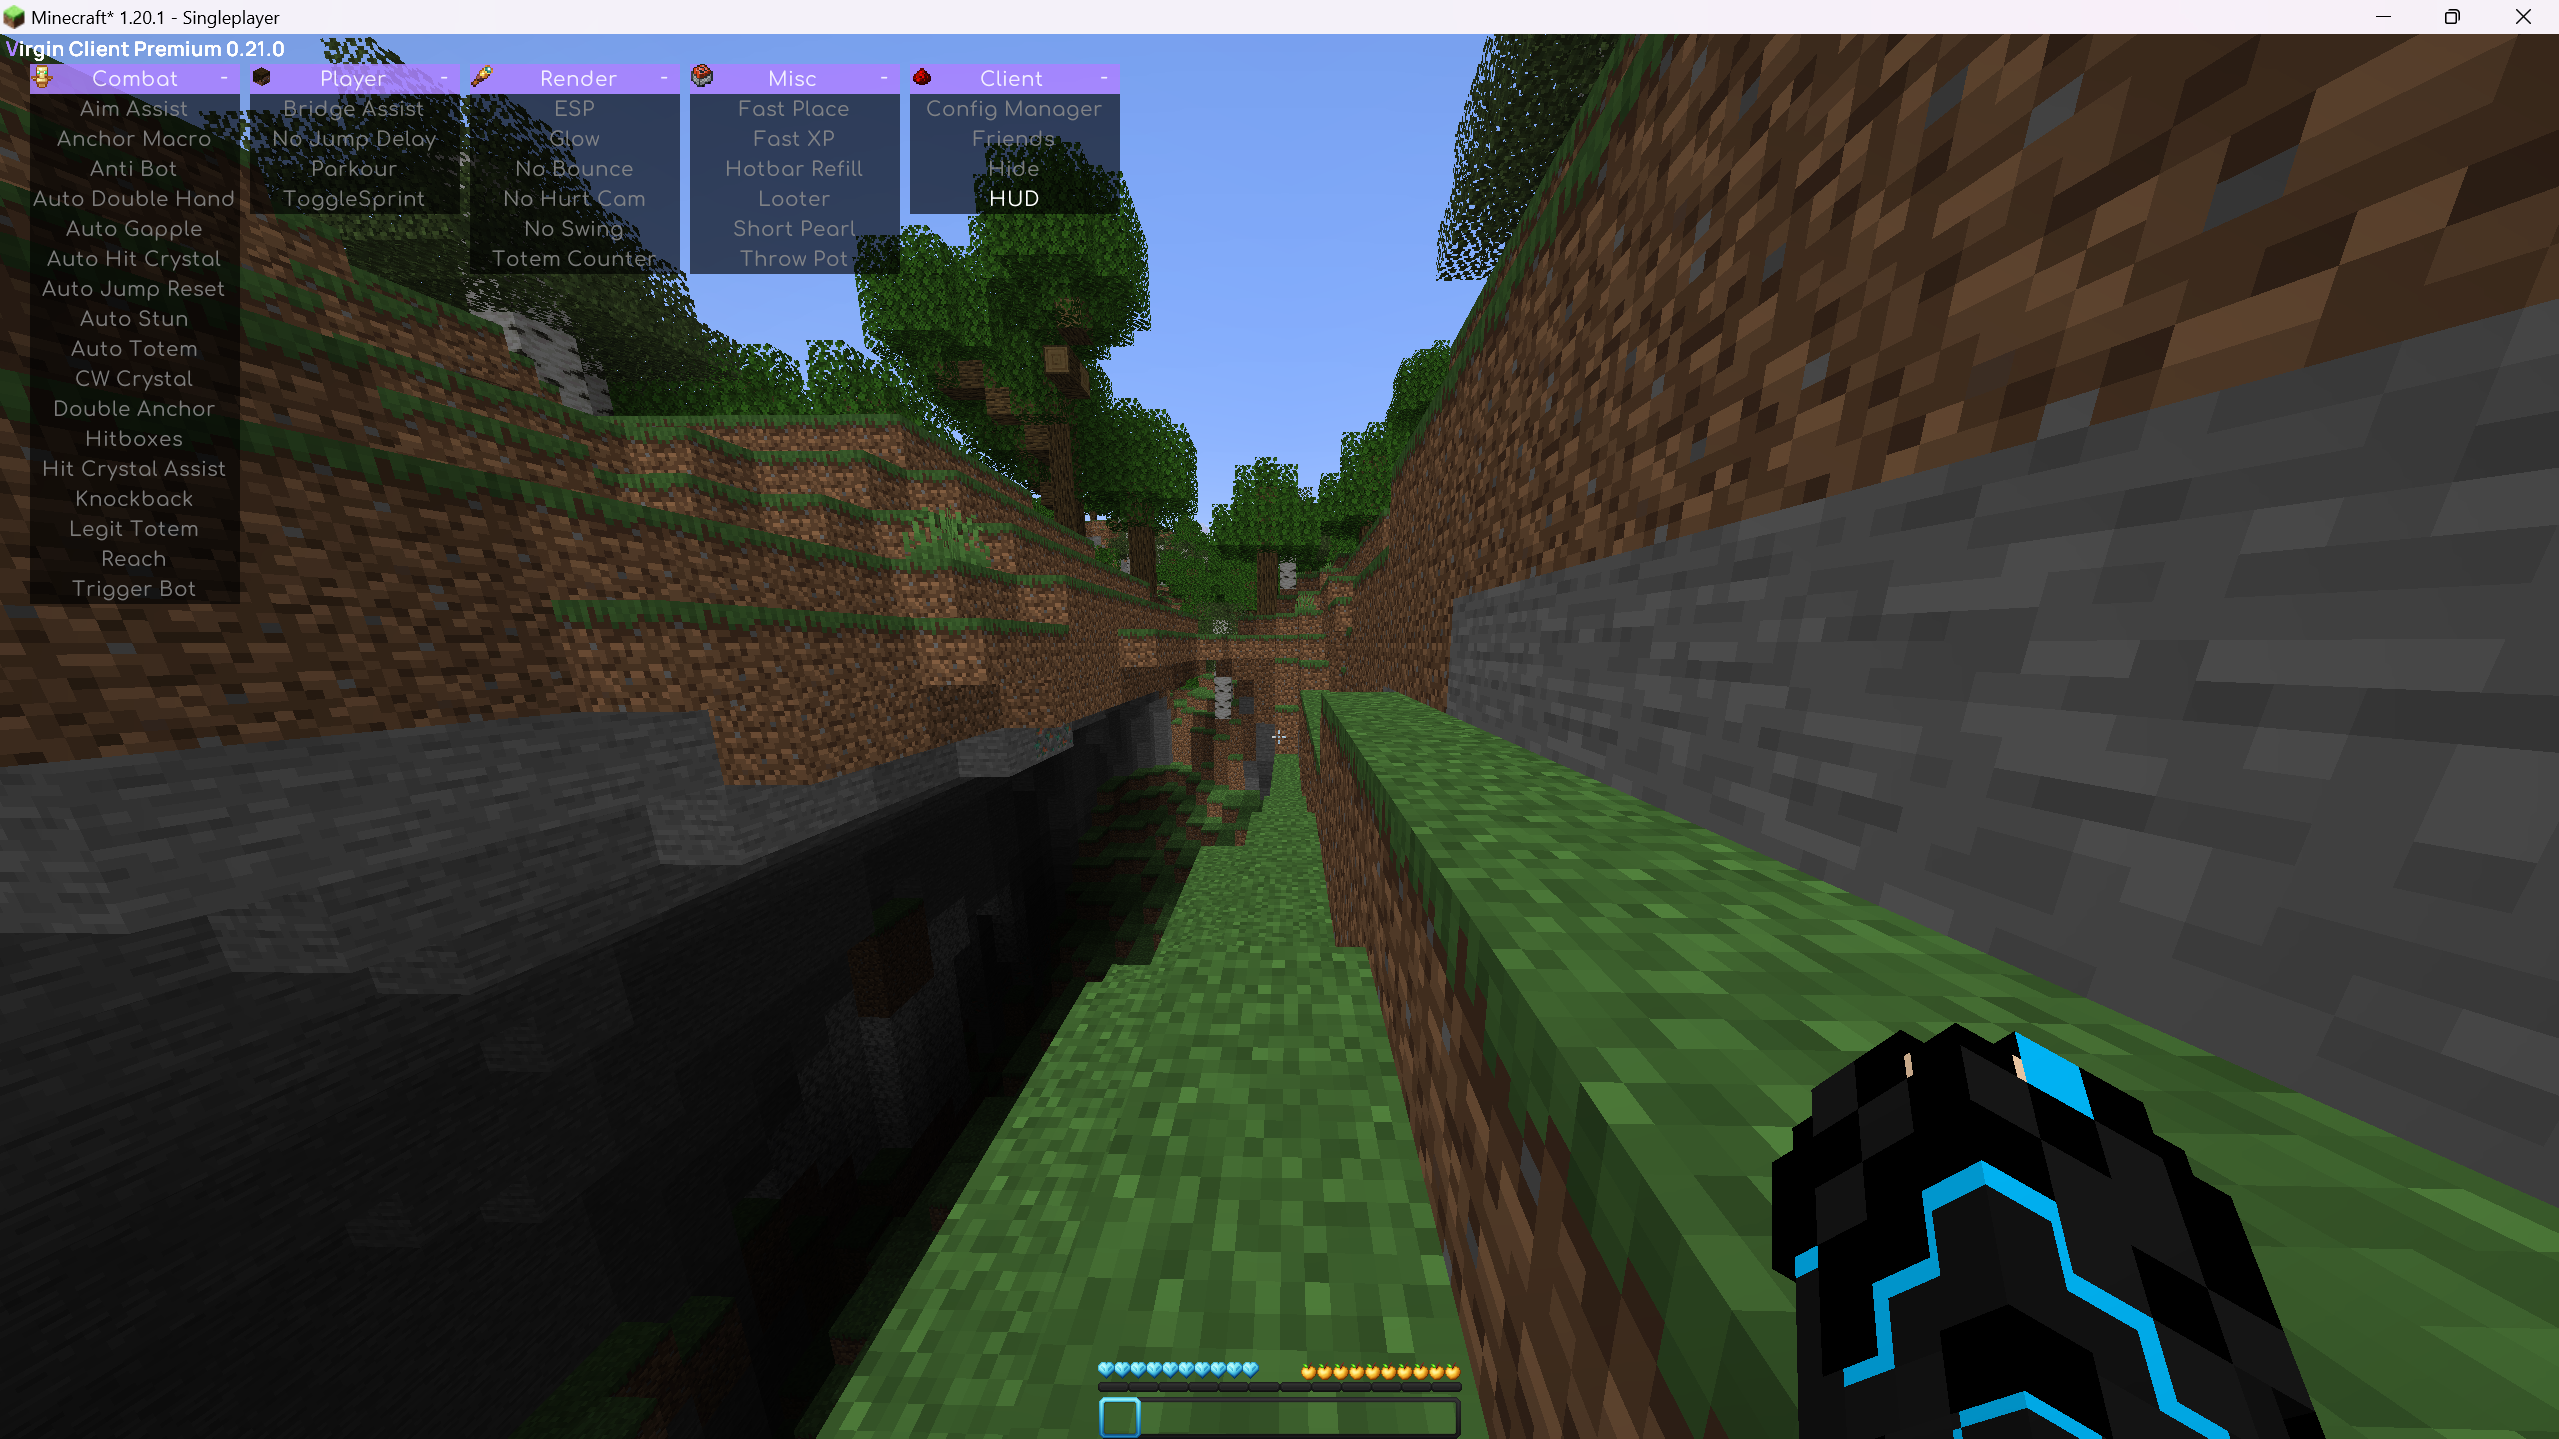 Minecraft* 1.20.1 - Singleplayer
Virgin Client Premium 0.21.0
Combat -
Aim Assist
Anchor Macro
Anti Bot
Auto Double Hand
Auto Gapple
Auto Hit Crystal
Auto Jump Reset
Auto Stun
Auto Totem
CW Crystal
Double Anchor
Hitboxes
Hit Crystal Assist
Knockback
Legit Totem
Reach
Trigger Bot
Player -
Bridge Assist
No Jump Delay
Parkour
ToggleSprint
Render -
ESP
Glow
No Bounce
No Hurt Cam
No Swing
Totem Counter
Misc -
Fast Place
Fast XP
Hotbar Refill
Looter
Short Pearl
Throw Pot
Client -
Config Manager
Friends
Hide
HUD